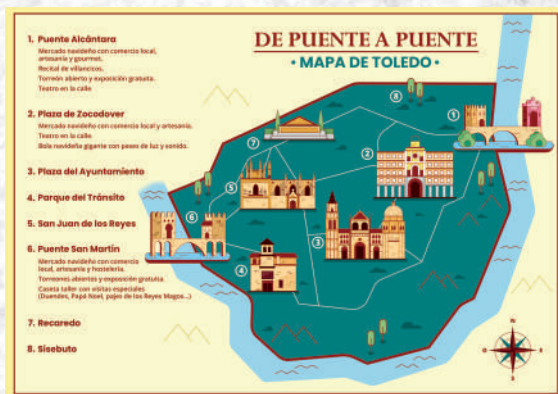 DE PUENTE A PUENTE
• MAPA DE TOLEDO •
1. Puente Alcántara
Mercado navideño con comercio local,
artesanía y gourmet.
Recital de villancicos.
Torreón abierto y exposición gratuita.
Teatro en la calle
2. Plaza de Zocodover
Mercado navideño con comercio local y artesanía.
Teatro en la calle.
Bola navideña gigante con pases de luz y sonido.
3. Plaza del Ayuntamiento
4. Parque del Tránsito
5. San Juan de los Reyes
6. Puente San Martín
Mercado navideño con comercio
local, artesanía y hostelería.
Torreones abiertos y exposición gratuita.
Caseta taller con visitas especiales
(Duendes, Papá Noel, pajes de los Reyes Magos...)
7. Recaredo
8. Sisebuto
8
1
7
2
5
6
3
4
N
O
E
S